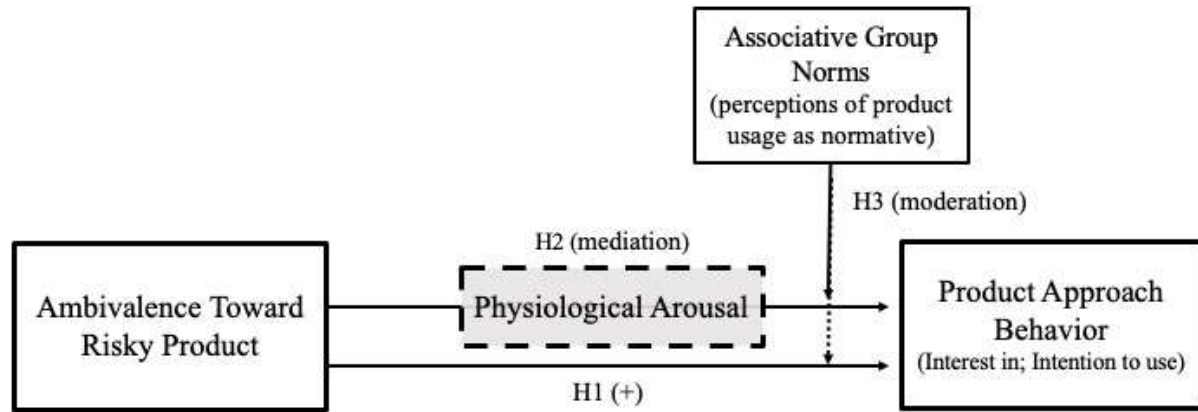 Associative Group
Norms
(perceptions of product
usage as normative)
H3 (moderation)
H2 (mediation)
Ambivalence Toward
Risky Product
Physiological Arousal
Product Approach
Behavior
(Interest in; Intention to use)
H1 (+)